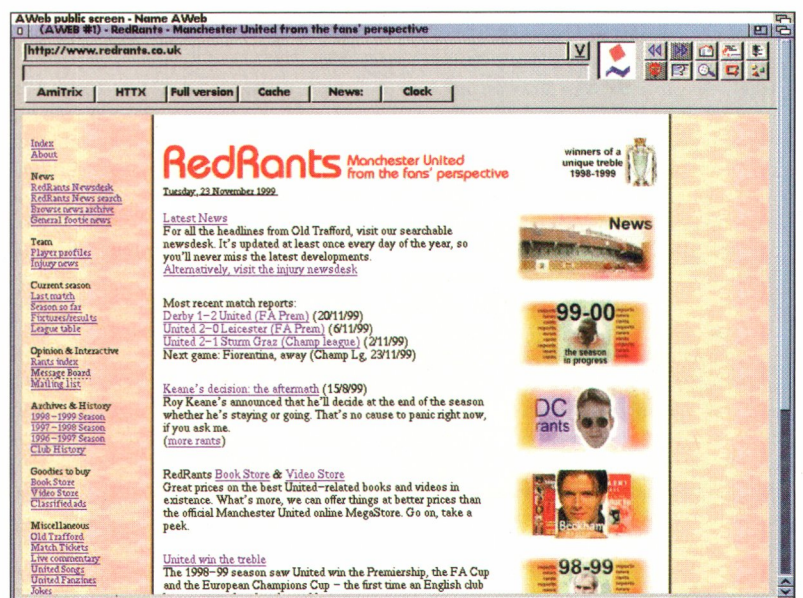 AWeb public screen - Name AWeb
(AWEB #1) - RedRants - Manchester United from the fans' perspective
http://www.redrants.co.uk
AmiTrix
HTTX
Full version
Cache
News:
Clock
Index
About
News
RedRants Newsdesk
RedRants News search
Browse news archive
General footie news
Team
Player profiles
Injury news
Current season
Last match
Season so far
Fixtures/results
League table
Opinion & Interactive
Rants index
Message Board
Mailing list
Archives & History
1998-1999 Season
1997-1998 Season
1996-1997 Season
Club History
Goodies to buy
Book Store
Video Store
Classified ads
Miscellaneous
Old Trafford
Match Tickets
Live commentary
United Songs
United Fanzines
Jokes
RedRants Manchester United
from the fans' perspective
winners of a
unique treble
1998-1999
Tuesday, 23 November 1999
Latest News
For all the headlines from Old Trafford, visit our searchable
newsdesk. It's updated at least once every day of the year, so
you'll never miss the latest developments.
Alternatively, visit the injury newsdesk
News
Most recent match reports:
Derby 1-2 United (FA Prem) (20/11/99)
United 2-0 Leicester (FA Prem) (6/11/99)
United 2-1 Sturm Graz (Champ league) (2/11/99)
Next game: Fiorentina, away (Champ Lg, 23/11/99)
99-00
the season
in progress
Keane's decision: the aftermath (15/8/99)
Roy Keane's announced that he'll decide at the end of the season
whether he's staying or going. That's no cause to panic right now,
if you ask me.
(more rants)
DC
rants
RedRants Book Store & Video Store
Great prices on the best United-related books and videos in
existence. What's more, we can offer things at better prices than
the official Manchester United online MegaStore. Go on, take a
peek.
Beckham
United win the treble
The 1998-99 season saw United win the Premiership, the FA Cup
and the European Champions Cup - the first time an English club
98-99